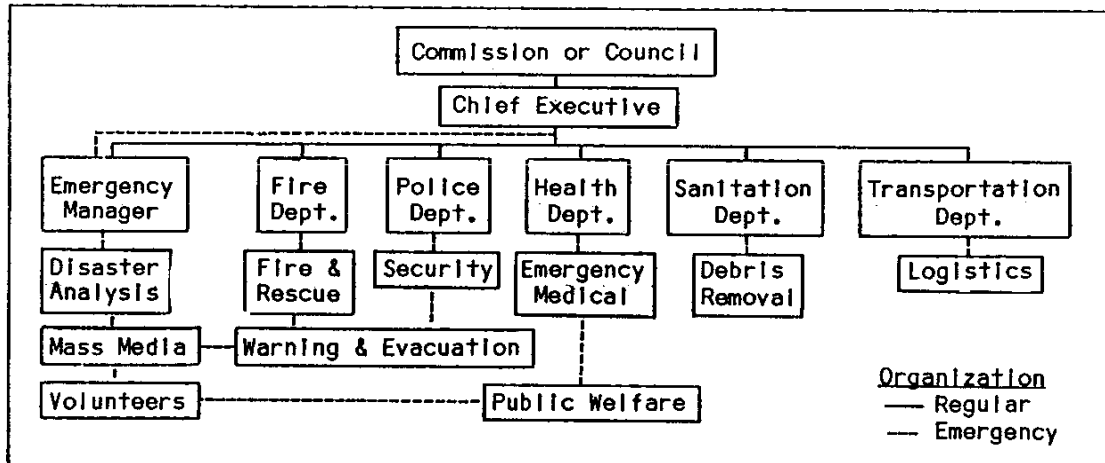 Commission or Council
Chief Executive
Emergency
Manager
Fire
Dept.
Police
Dept.
Health
Dept.
Sanitation
Dept.
Transportation
Dept.
Disaster
Analysis
Fire &
Rescue
Security
Emergency
Medical
Debris
Removal
Logistics
Mass Media
Warning & Evacuation
Volunteers
Public Welfare
Organization
Regular
Emergency